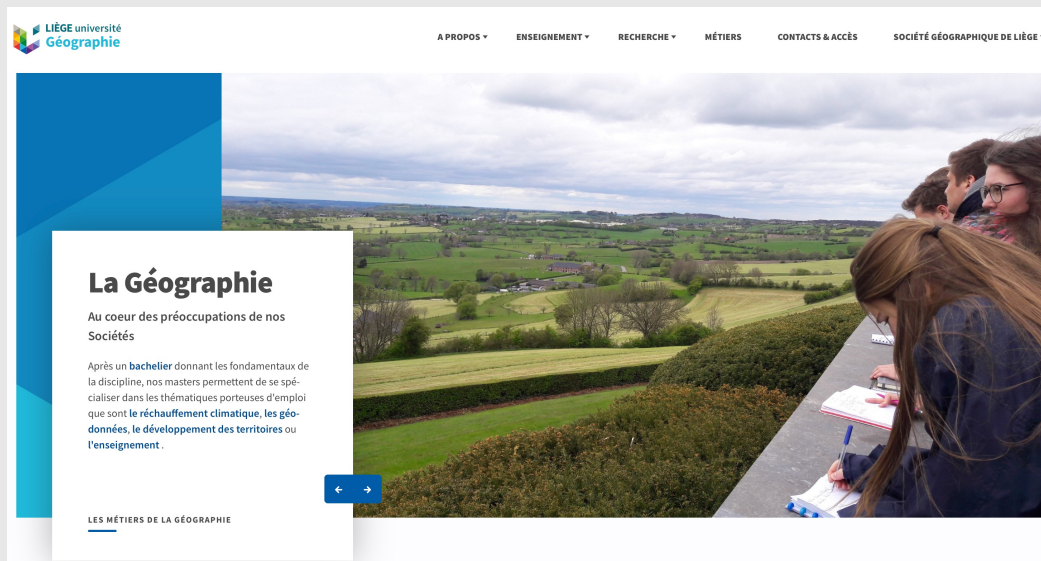 LIÈGE université
Géographie
A PROPOS
ENSEIGNEMENT
RECHERCHE
MÉTIERS
CONTACTS & ACCÈS
SOCIÉTÉ GÉOGRAPHIQUE DE LIÈGE
La Géographie
Au coeur des préoccupations de nos
Sociétés
Après un bachelier donnant les fondamentaux de
la discipline, nos masters permettent de se spé-
cialiser dans les thématiques porteuses d'emploi
que sont le réchauffement climatique, les géo-
données, le développement des territoires ou
l'enseignement .
LES MÉTIERS DE LA GÉOGRAPHIE